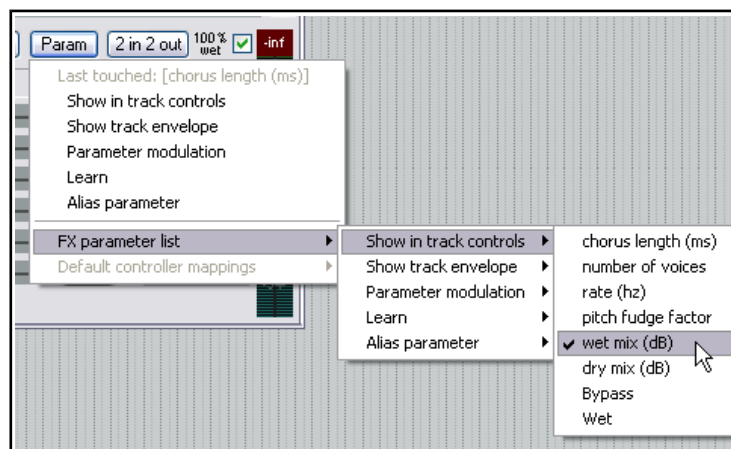 Param
2 in 2 out
100 %
wet
-inf
Last touched: [chorus length (ms)]
Show in track controls
Show track envelope
Parameter modulation
Learn
Alias parameter
FX parameter list
Default controller mappings
Show in track controls
Show track envelope
Parameter modulation
Learn
Alias parameter
chorus length (ms)
number of voices
rate (hz)
pitch fudge factor
wet mix (dB)
dry mix (dB)
Bypass
Wet